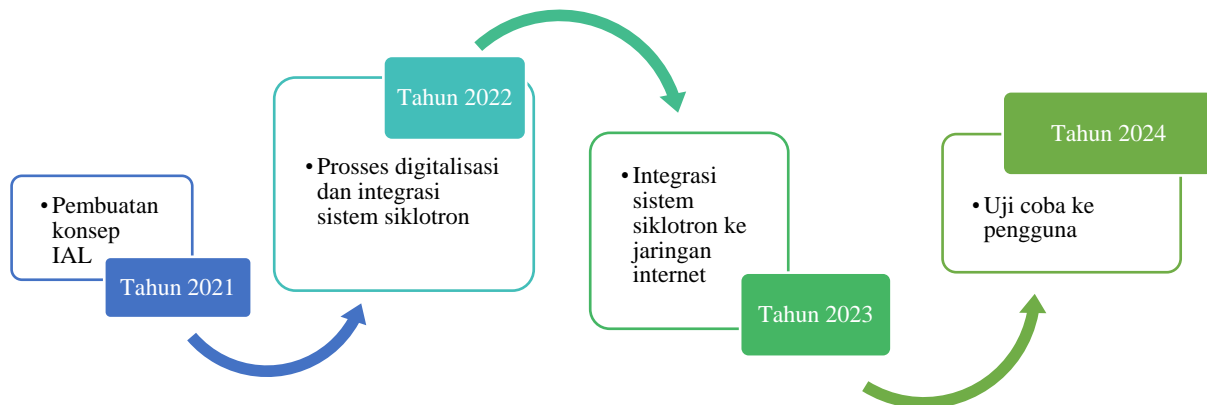 • Pembuatan
konsep
IAL
Tahun 2021
Tahun 2022
• Prosses digitalisasi
dan integrasi
sistem siklotron
• Integrasi
sistem
siklotron ke
jaringan
internet
Tahun 2023
Tahun 2024
• Uji coba ke
pengguna